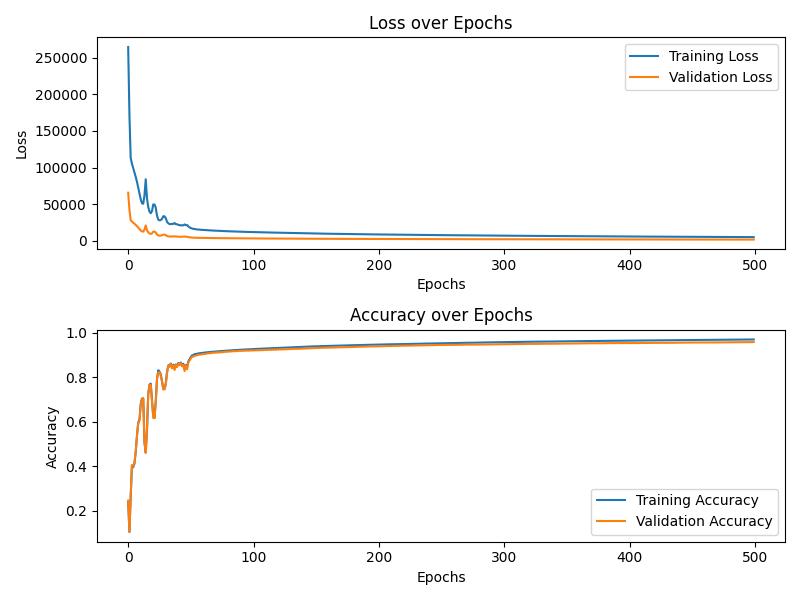 Loss over Epochs
250000
200000
150000
100000
50000
0
Loss
Training Loss
Validation Loss
0 100 200 300 400 500
Epochs
Accuracy over Epochs
1.0
0.8
0.6
0.4
0.2
Accuracy
Training Accuracy
Validation Accuracy
0 100 200 300 400 500
Epochs